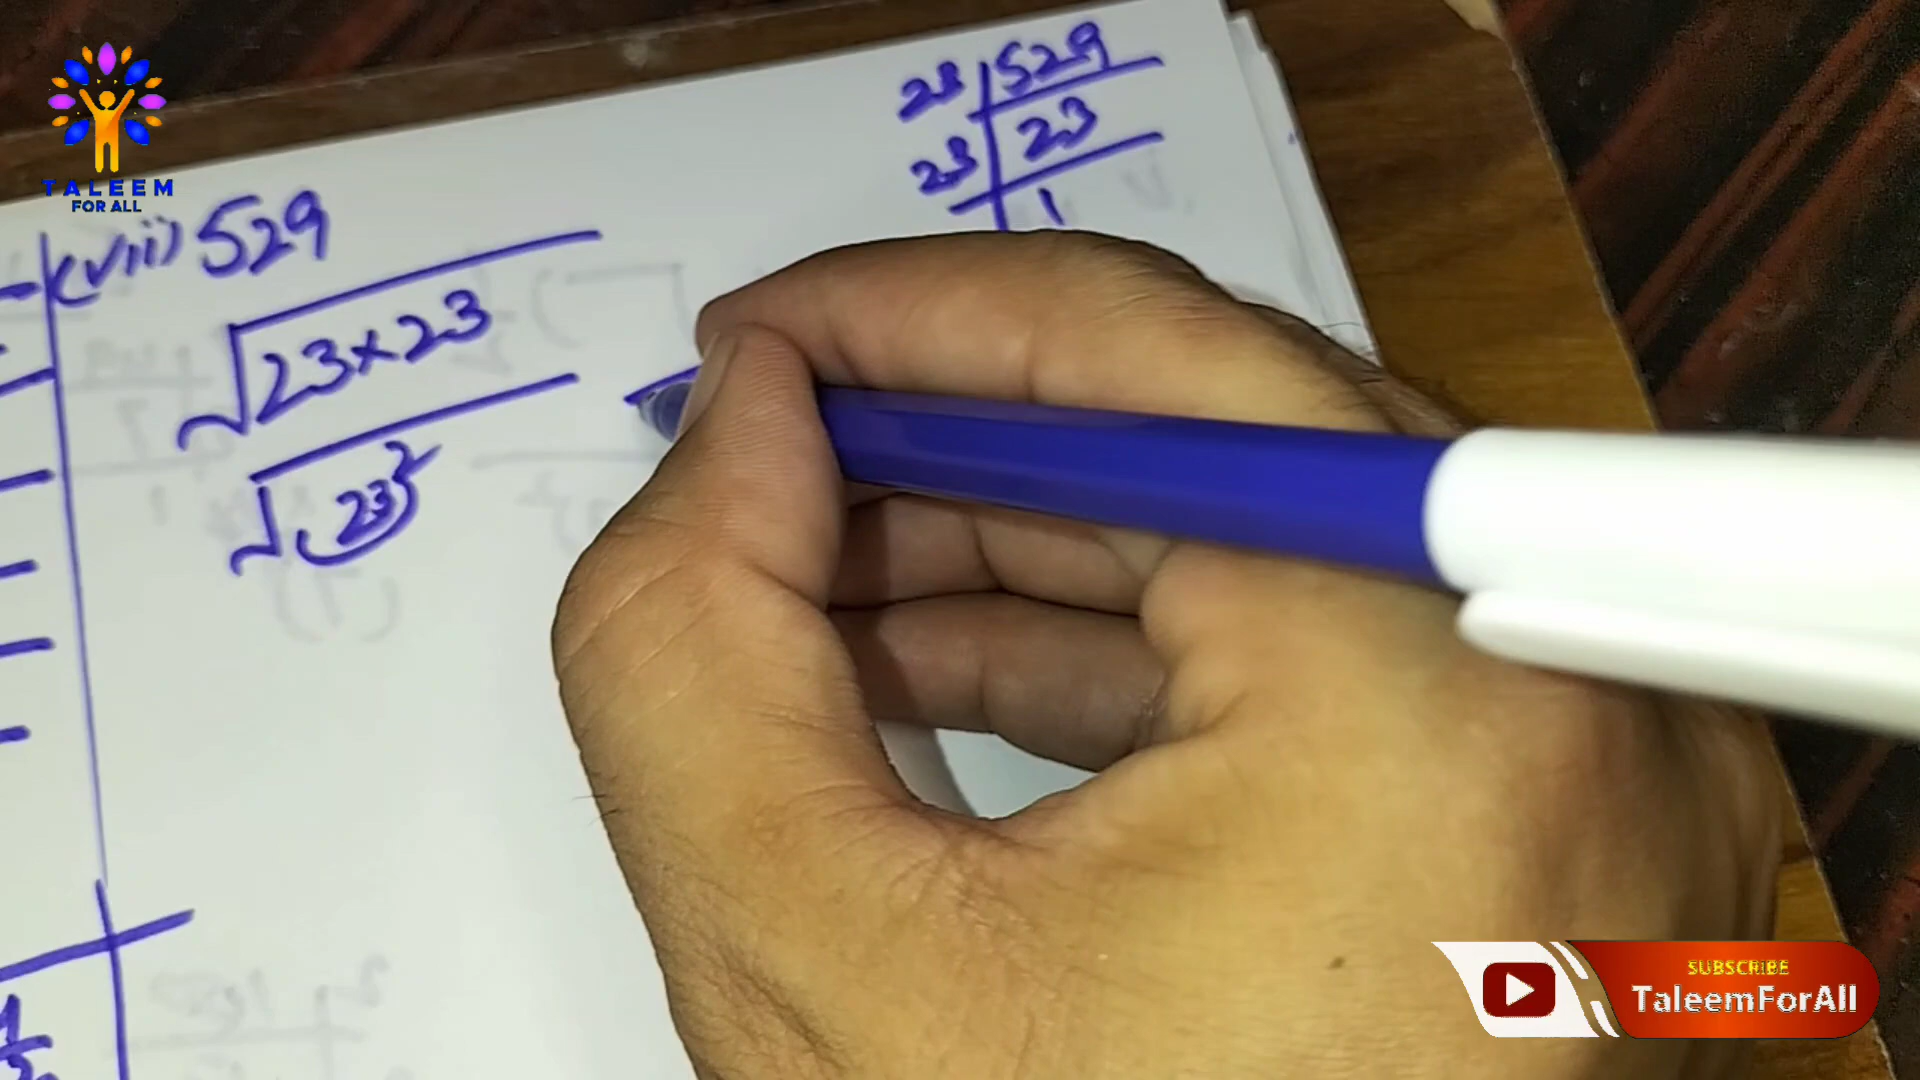 TALEEM
FOR ALL
(vii) 529
√23×23
√(23)²
23 | 529
23 | 23
1
SUBSCRIBE
TaleemForAll